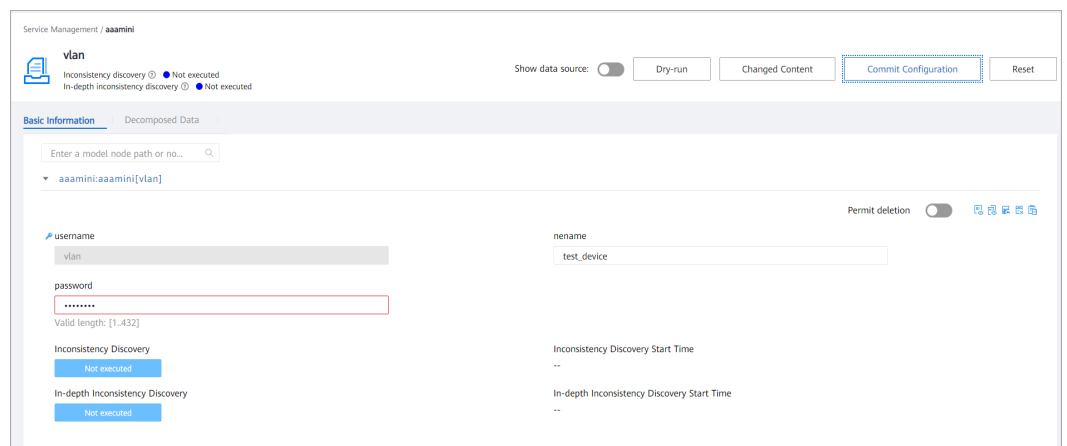 Service Management / aaamini
vlan
Inconsistency discovery ? Not executed
In-depth inconsistency discovery ? Not executed
Show data source:
Dry-run
Changed Content
Commit Configuration
Reset
Basic Information
Decomposed Data
Enter a model node path or no...
aaamini:aaamini[vlan]
Permit deletion
username
nename
vlan
test_device
password
••••••••
Valid length: [1..432]
Inconsistency Discovery
Inconsistency Discovery Start Time
Not executed
--
In-depth Inconsistency Discovery
In-depth Inconsistency Discovery Start Time
Not executed
--